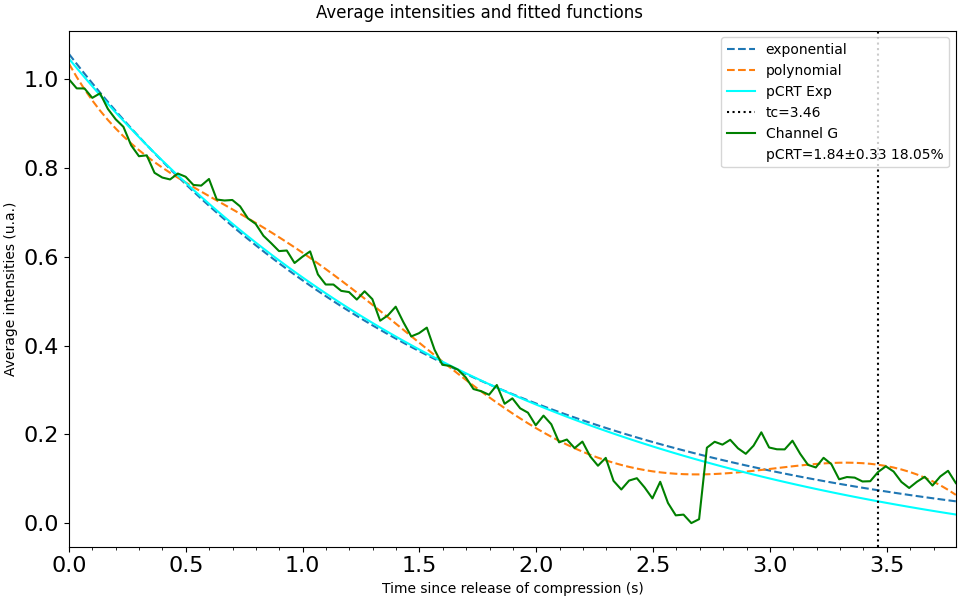 Average intensities and fitted functions
exponential
polynomial
pCRT Exp
tc=3.46
Channel G
pCRT=1.84±0.33 18.05%
Average intensities (u.a.)
1.0
0.8
0.6
0.4
0.2
0.0
0.0 0.5 1.0 1.5 2.0 2.5 3.0 3.5
Time since release of compression (s)